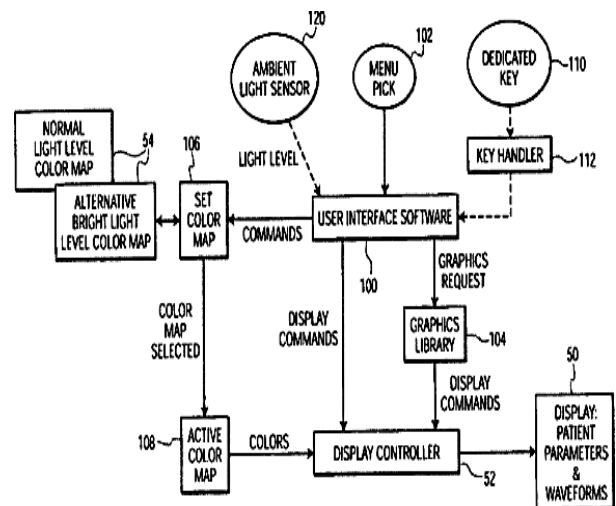 120
AMBIENT
LIGHT SENSOR
102
MENU
PICK
DEDICATED
KEY
110
NORMAL
LIGHT LEVEL
COLOR MAP
54
ALTERNATIVE
BRIGHT LIGHT
LEVEL COLOR MAP
106
SET
COLOR
MAP
LIGHT LEVEL
KEY HANDLER
112
COMMANDS
USER INTERFACE SOFTWARE
100
GRAPHICS
REQUEST
COLOR
MAP
SELECTED
DISPLAY
COMMANDS
GRAPHICS
LIBRARY
104
DISPLAY
COMMANDS
50
108
ACTIVE
COLOR
MAP
COLORS
DISPLAY CONTROLLER
52
DISPLAY:
PATIENT
PARAMETERS
&
WAVEFORMS